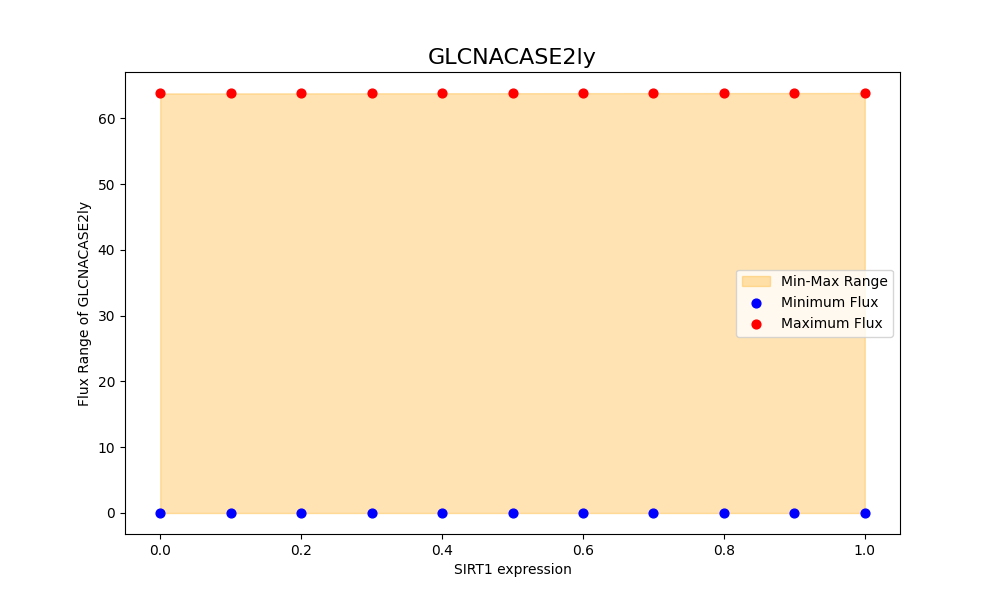 GLCNACASE2ly
Flux Range of GLCNACASE2ly
60
50
40
30
20
10
0
Min-Max Range
Minimum Flux
Maximum Flux
0.0 0.2 0.4 0.6 0.8 1.0
SIRT1 expression